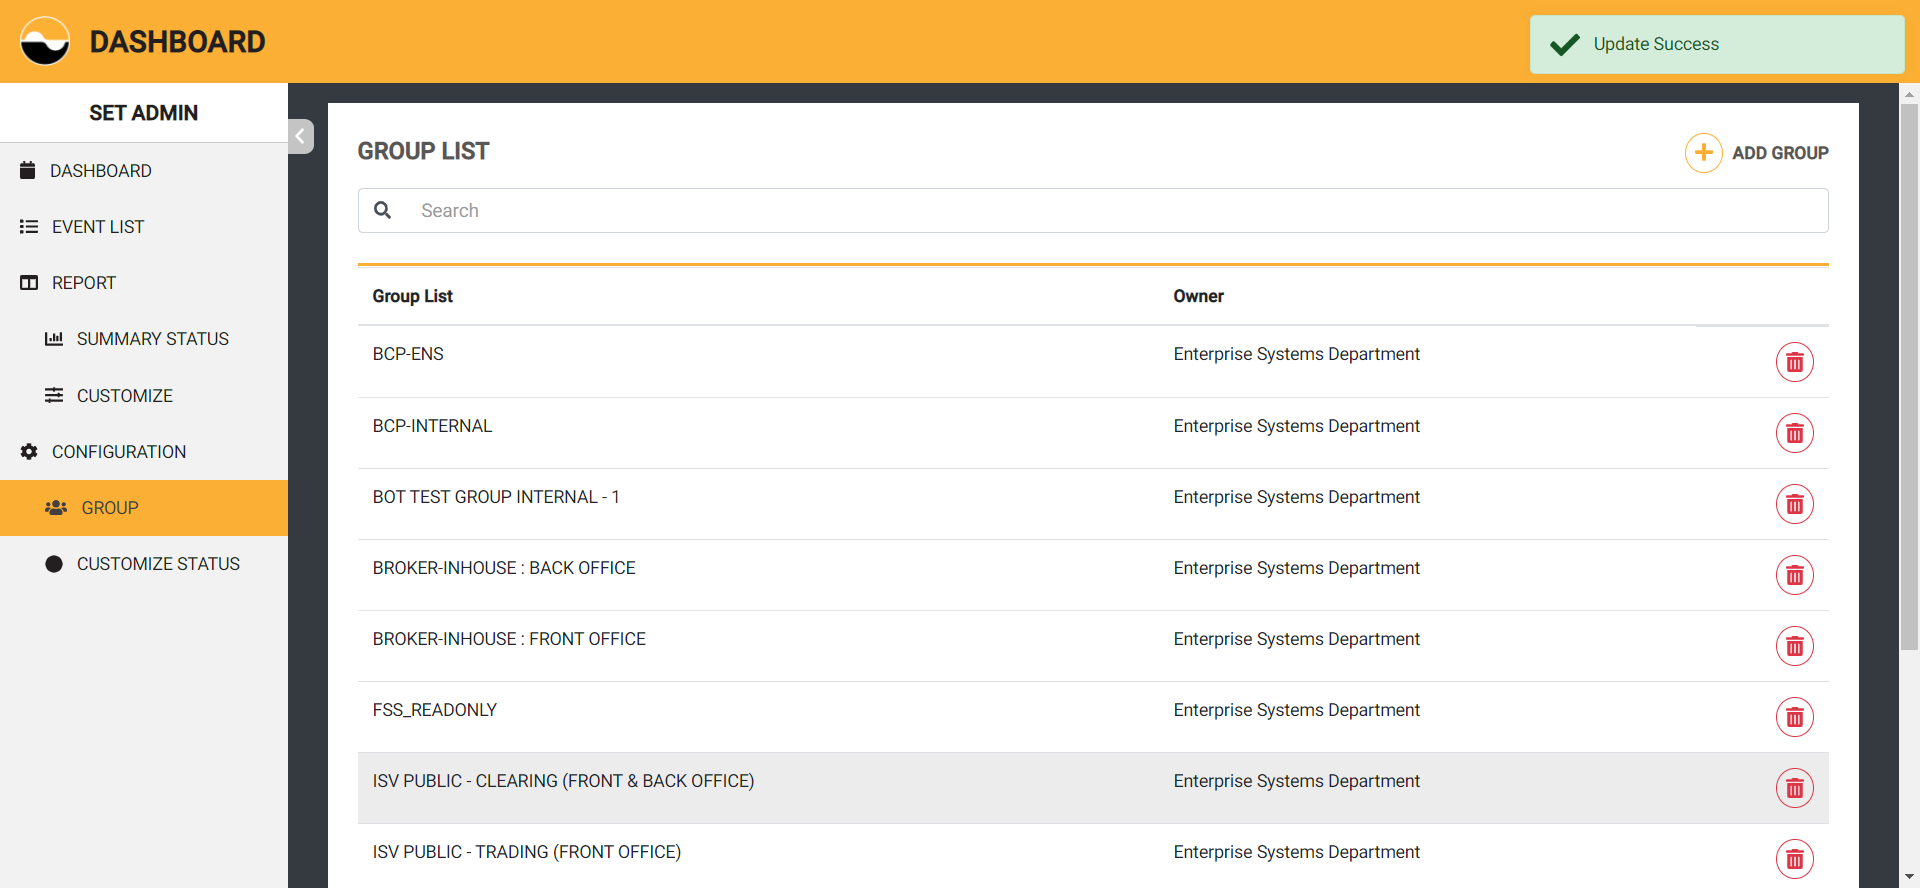 DASHBOARD
Update Success
SET ADMIN
DASHBOARD
EVENT LIST
REPORT
SUMMARY STATUS
CUSTOMIZE
CONFIGURATION
GROUP
CUSTOMIZE STATUS
GROUP LIST
ADD GROUP
Search
Group List Owner
BCP-ENS Enterprise Systems Department
BCP-INTERNAL Enterprise Systems Department
BOT TEST GROUP INTERNAL - 1 Enterprise Systems Department
BROKER-INHOUSE : BACK OFFICE Enterprise Systems Department
BROKER-INHOUSE : FRONT OFFICE Enterprise Systems Department
FSS_READONLY Enterprise Systems Department
ISV PUBLIC - CLEARING (FRONT & BACK OFFICE) Enterprise Systems Department
ISV PUBLIC - TRADING (FRONT OFFICE) Enterprise Systems Department